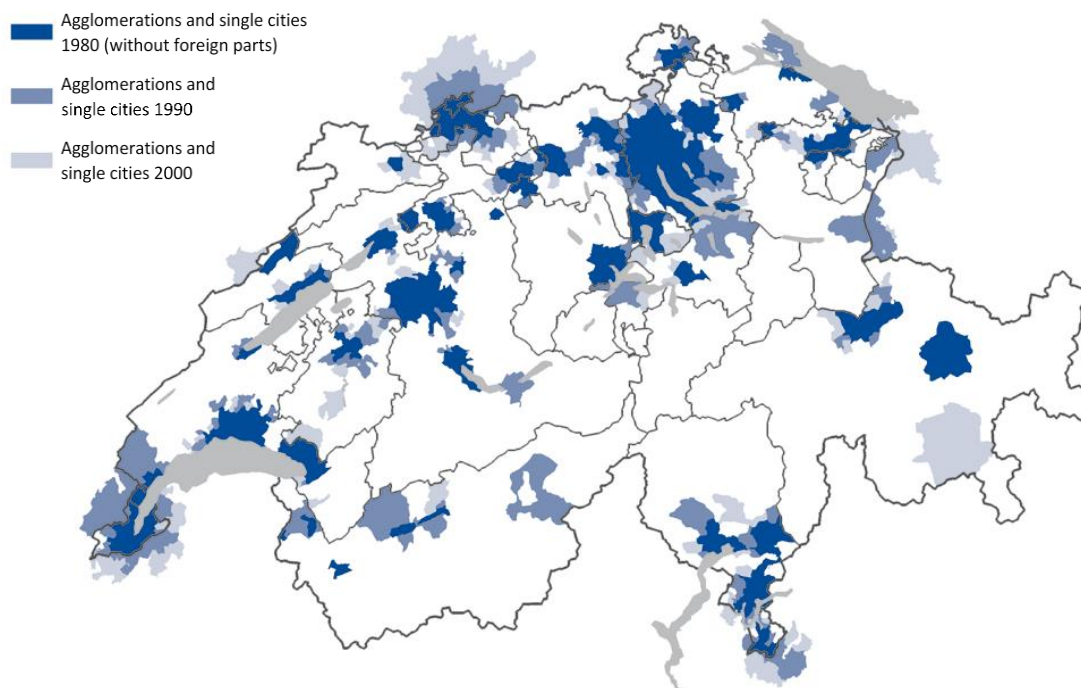 Agglomerations and single cities
1980 (without foreign parts)
Agglomerations and
single cities 1990
Agglomerations and
single cities 2000